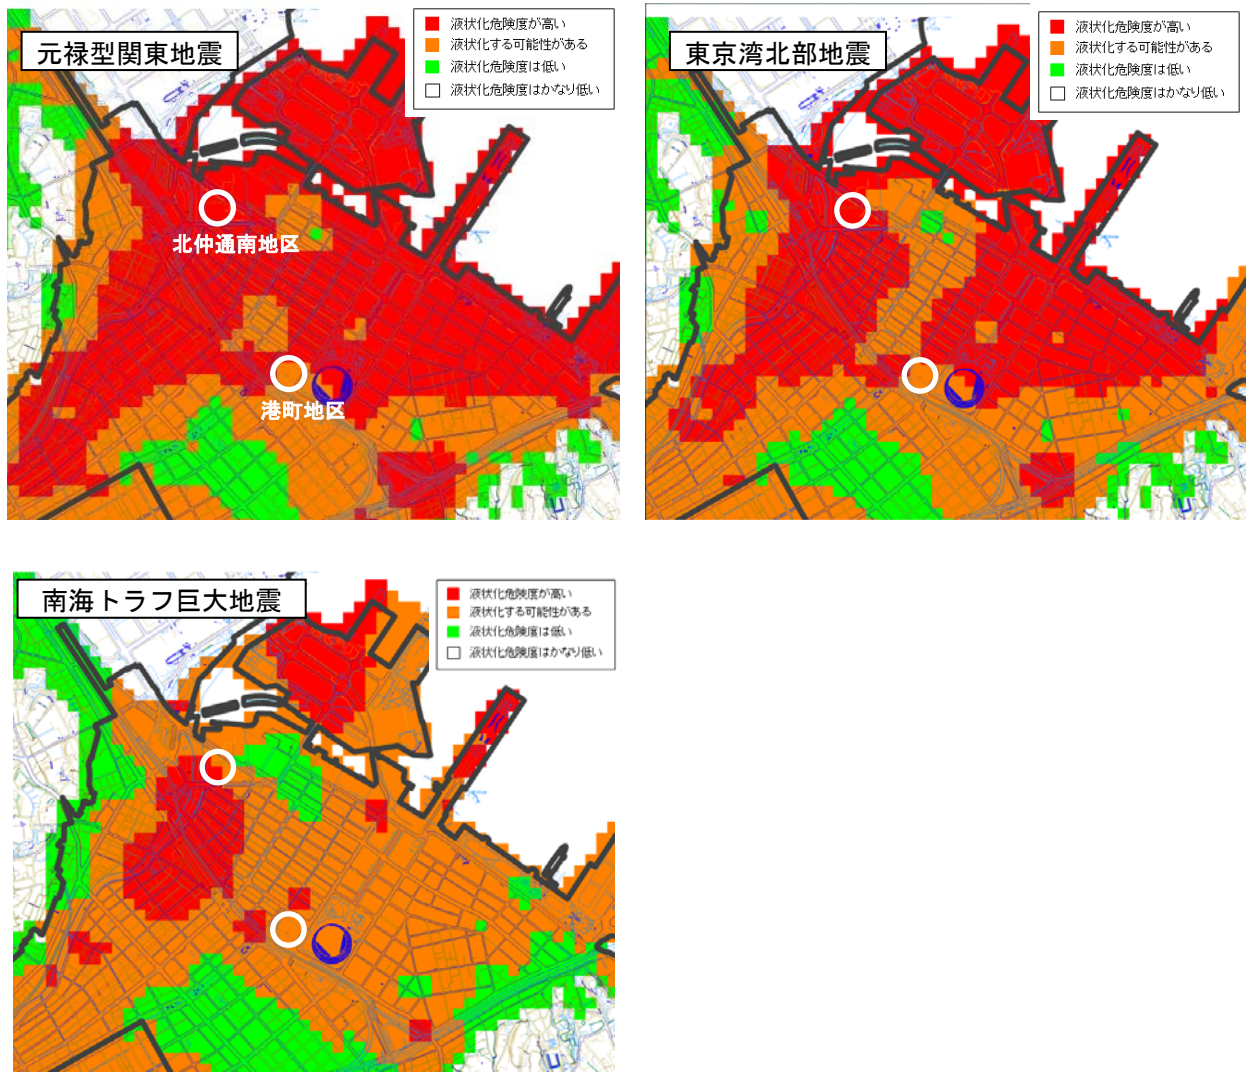 元禄型関東地震
液状化危険度が高い
液状化する可能性がある
液状化危険度は低い
液状化危険度はかなり低い
北仲通南地区
港町地区
東京湾北部地震
液状化危険度が高い
液状化する可能性がある
液状化危険度は低い
液状化危険度はかなり低い
南海トラフ巨大地震
液状化危険度が高い
液状化する可能性がある
液状化危険度は低い
液状化危険度はかなり低い